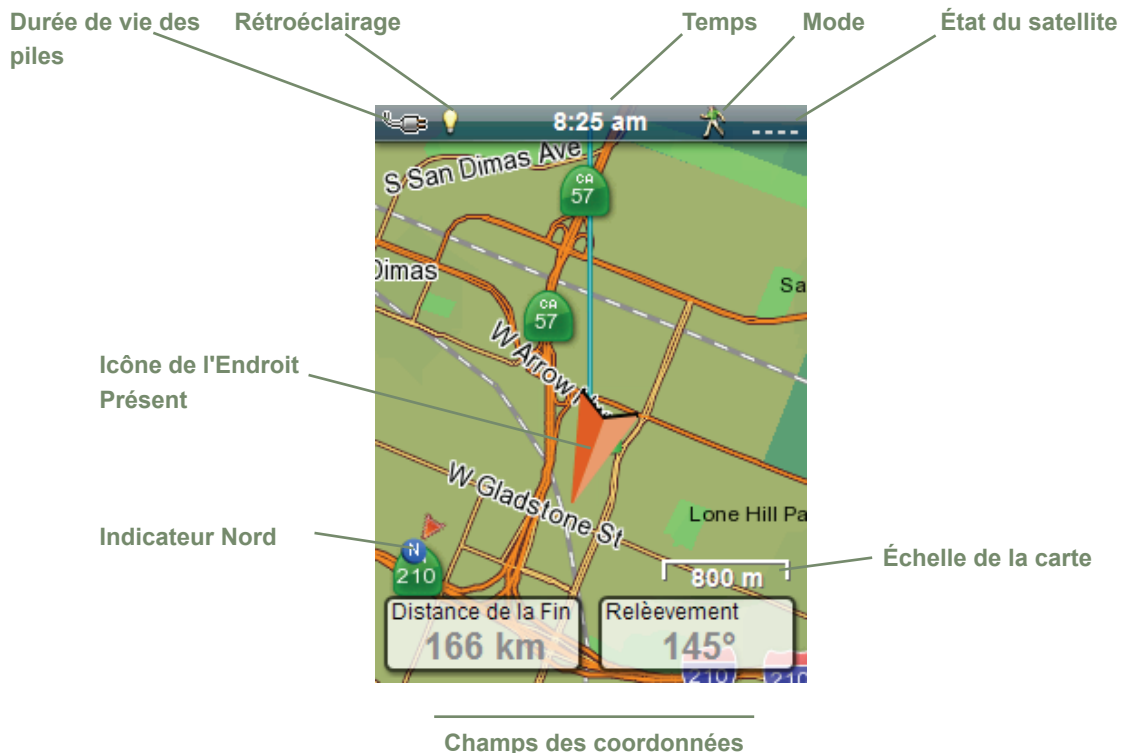 Durée de vie des
piles
Rétroéclairage
Temps
Mode
État du satellite
8:25 am
S San Dimas Ave
CA
57
Dimas
Sa
CA
57
W Arrow
Icône de l'Endroit
Présent
W Gladstone St
Lone Hill Pa
Indicateur Nord
N
210
800 m
Échelle de la carte
Distance de la Fin
166 km
Relèevement
145°
210
210
Champs des coordonnées